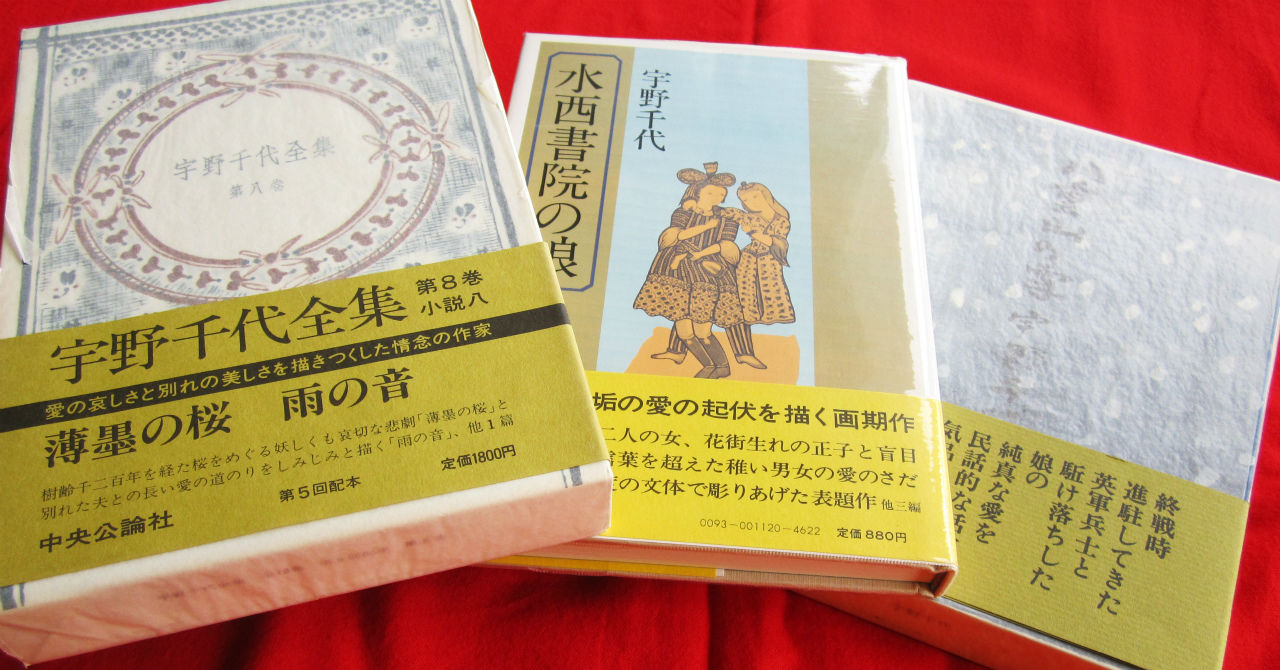 宇野千代全集
第八巻
宇野千代全集
第8巻
小説八
愛の哀しさと別れの美しさを描きつくした情念の作家
薄墨の桜　雨の音
樹齢千二百年を経た桜をめぐる妖しくも哀切な悲劇「薄墨の桜」と
別れた夫との長い愛の道のりをしみじみと描く「雨の音」、他1篇
定価1800円
第5回配本
中央公論社
水西書院の娘
宇野千代
垢の愛の起伏を描く画期作
二人の女、花街生れの正子と盲目
言葉を超えた稚い男女の愛のさだ
の文体で彫りあげた表題作 他三編
0093-001120-4622
定価880円
終戦時
進駐してきた
英軍兵士と
駈け落ちした
娘の
純真な愛を
民話的な